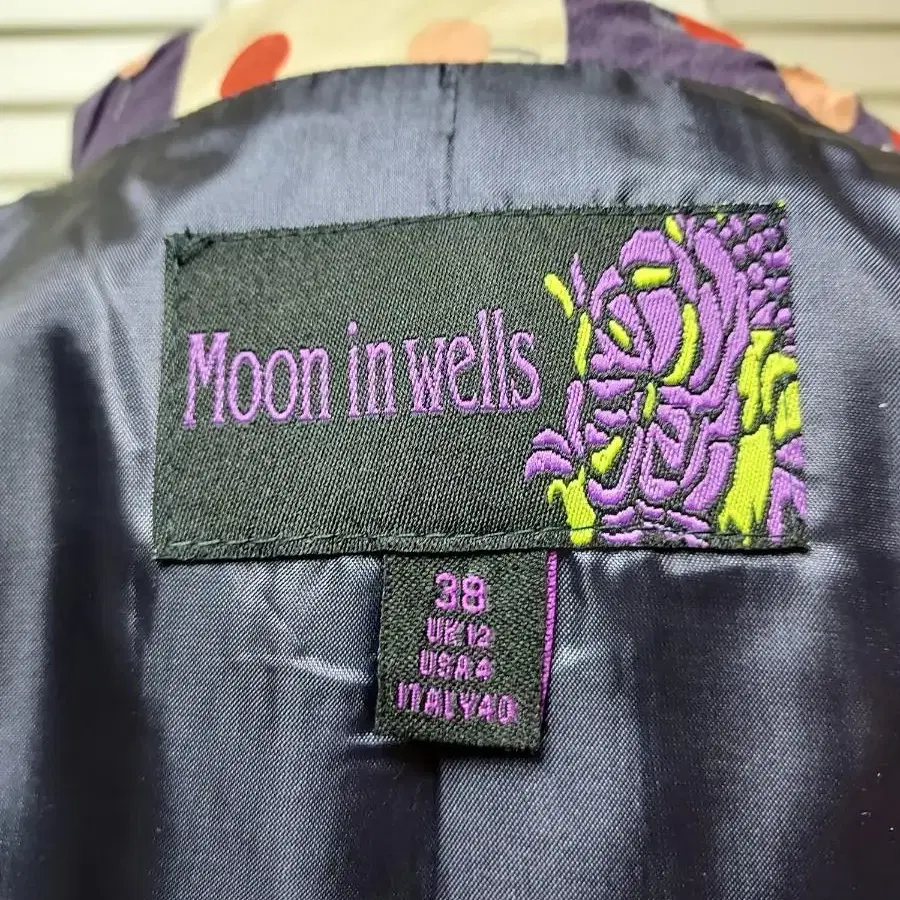 Moon in wells
38
UK 12
USA 4
ITALY 40